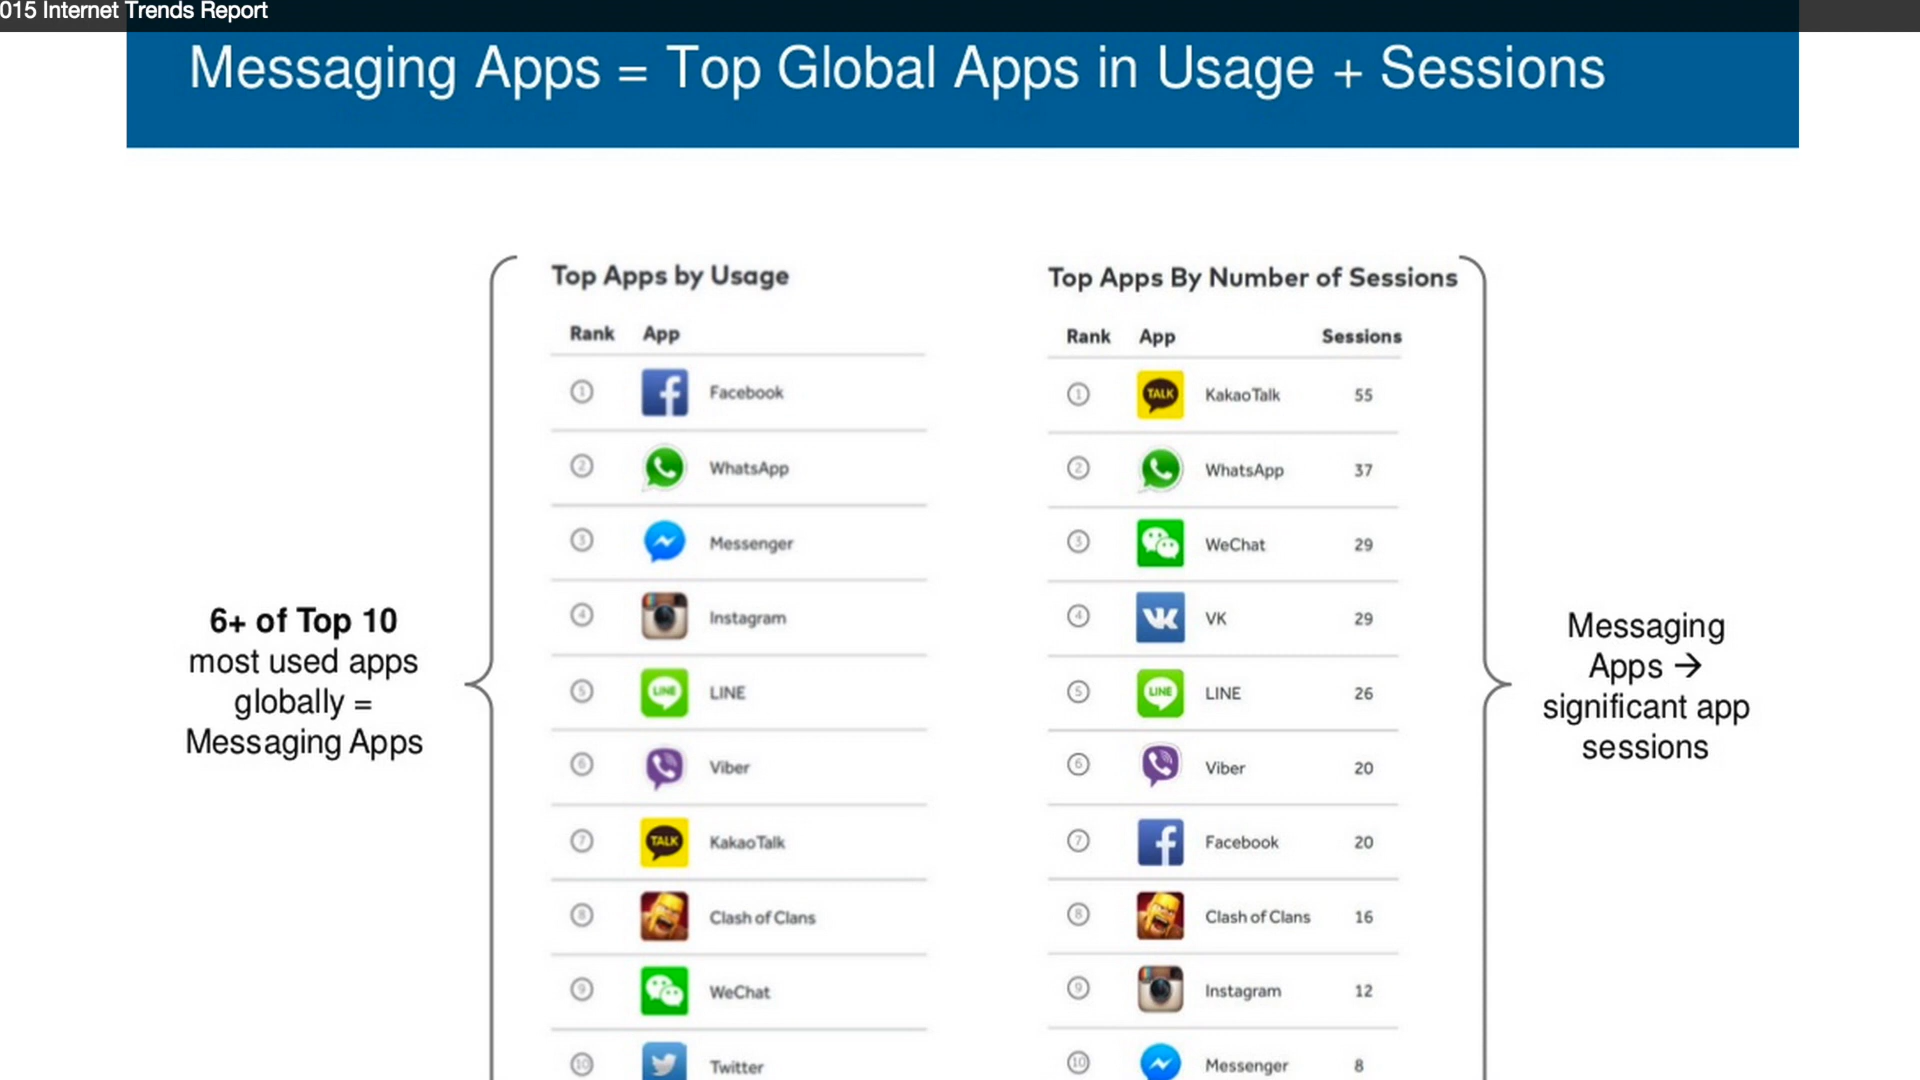 015 Internet Trends Report
Messaging Apps = Top Global Apps in Usage + Sessions
6+ of Top 10
most used apps
globally =
Messaging Apps
Top Apps by Usage
Rank App
1 Facebook
2 WhatsApp
3 Messenger
4 Instagram
5 LINE LINE
6 Viber
7 TALK KakaoTalk
8 Clash of Clans
9 WeChat
10 Twitter
Top Apps By Number of Sessions
Rank App Sessions
1 TALK KakaoTalk 55
2 WhatsApp 37
3 WeChat 29
4 VK 29
5 LINE LINE 26
6 Viber 20
7 Facebook 20
8 Clash of Clans 16
9 Instagram 12
10 Messenger 8
Messaging
Apps →
significant app
sessions